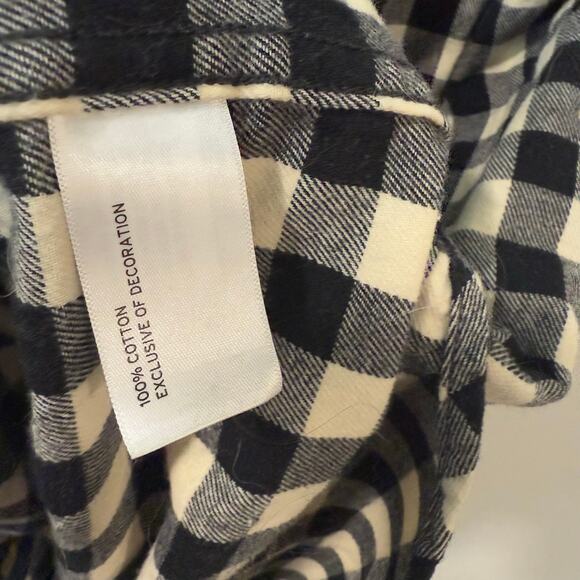 100% COTTON
EXCLUSIVE OF DECORATION